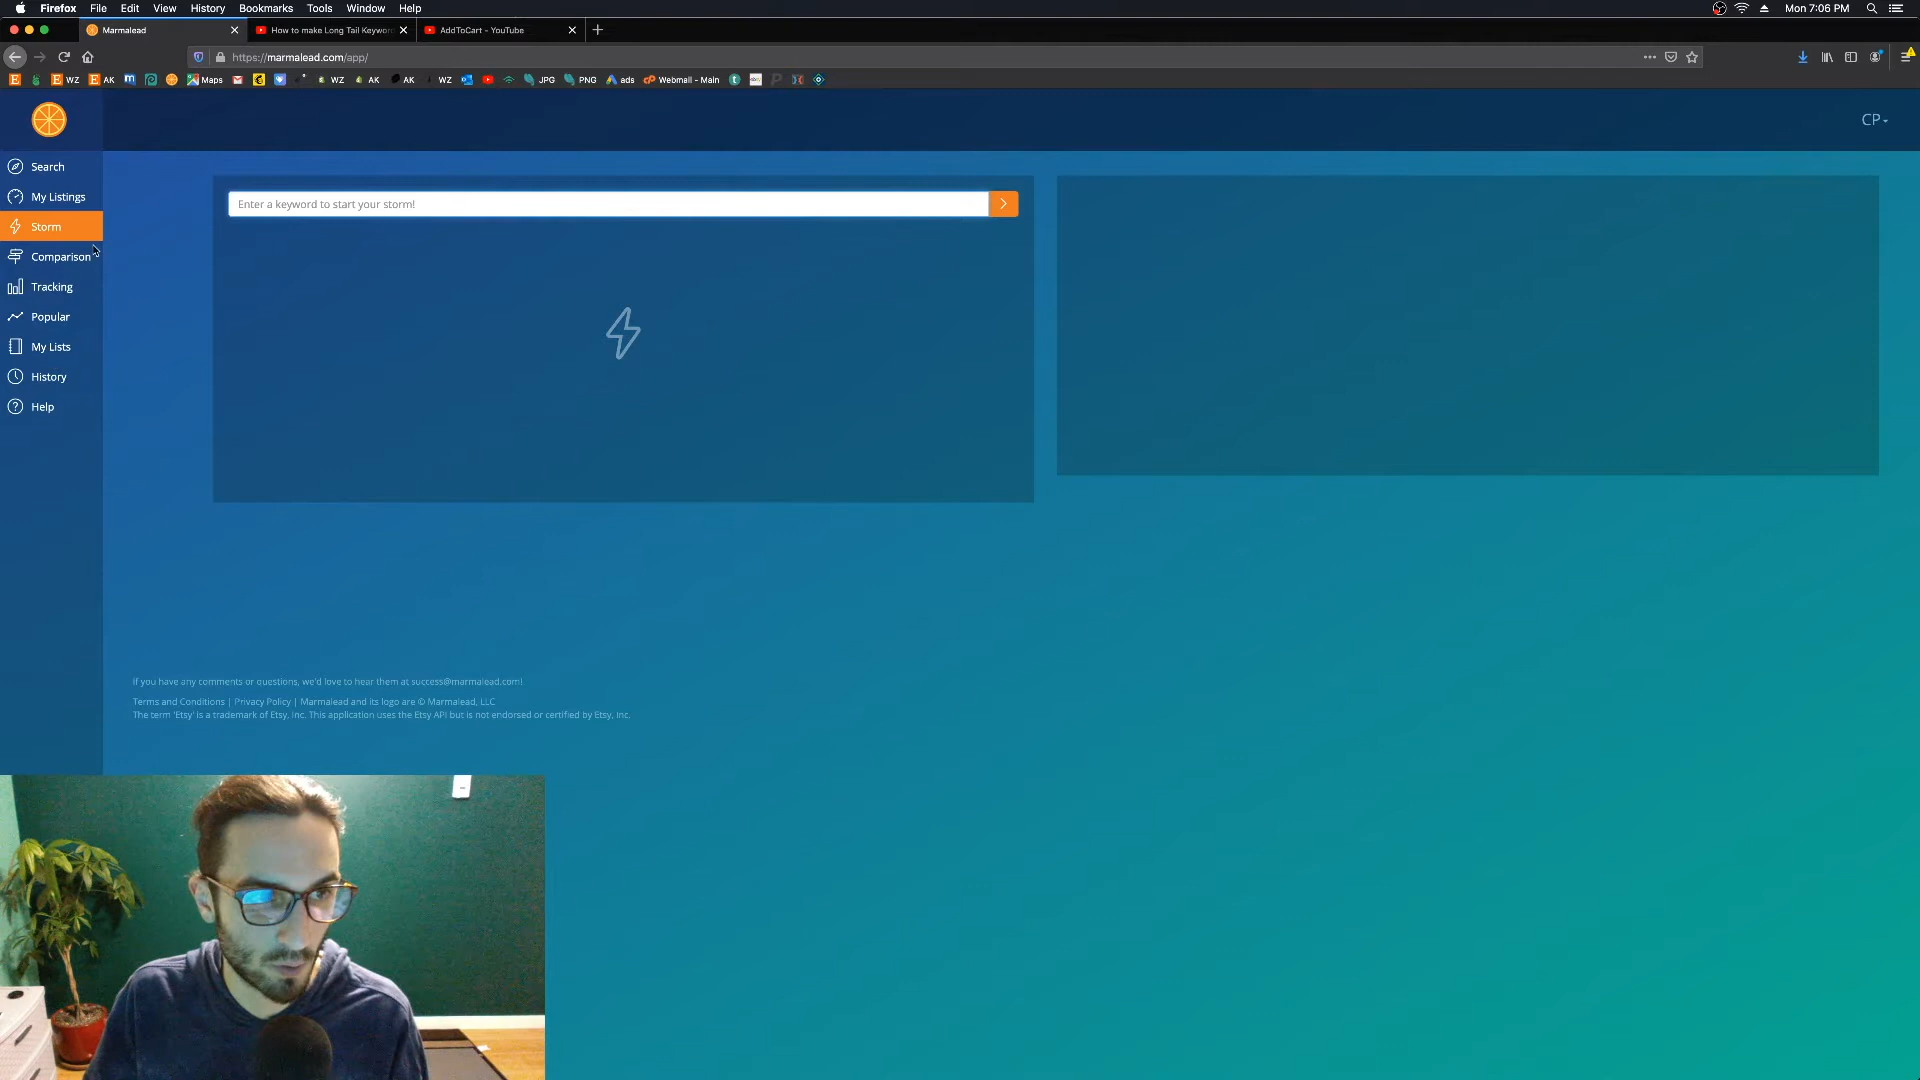 Firefox File Edit View History Bookmarks Tools Window Help Mon 7:06 PM
Marmalead How to make Long Tail Keywor AddToCart - YouTube
https://marmalead.com/app/
WZ AK Maps WZ AK AK WZ JPG PNG ads Webmail - Main
CP
Search
My Listings
Storm
Comparison
Tracking
Popular
My Lists
History
Help
Enter a keyword to start your storm!
If you have any comments or questions, we'd love to hear them at success@marmalead.com!
Terms and Conditions | Privacy Policy | Marmalead and its logo are © Marmalead, LLC
The term 'Etsy' is a trademark of Etsy, Inc. This application uses the Etsy API but is not endorsed or certified by Etsy, Inc.